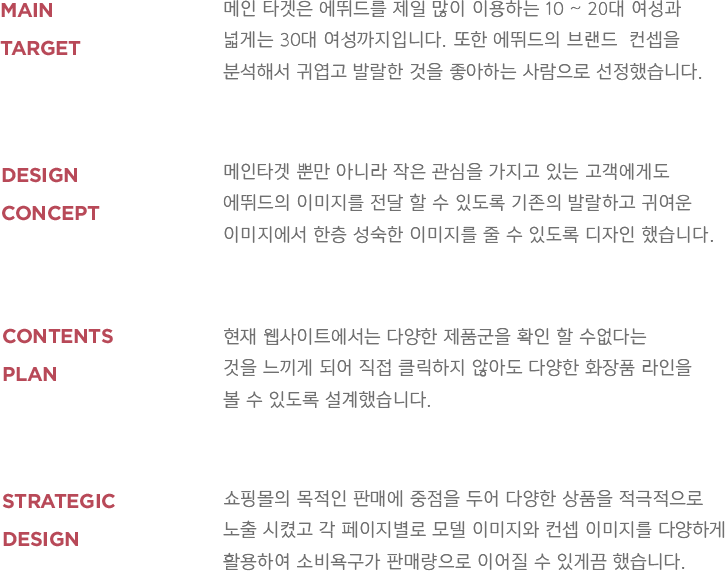 MAIN
TARGET
메인 타겟은 에뛰드를 제일 많이 이용하는 10 ~ 20대 여성과
넓게는 30대 여성까지입니다. 또한 에뛰드의 브랜드 컨셉을
분석해서 귀엽고 발랄한 것을 좋아하는 사람으로 선정했습니다.
DESIGN
CONCEPT
메인타겟 뿐만 아니라 작은 관심을 가지고 있는 고객에게도
에뛰드의 이미지를 전달 할 수 있도록 기존의 발랄하고 귀여운
이미지에서 한층 성숙한 이미지를 줄 수 있도록 디자인 했습니다.
CONTENTS
PLAN
현재 웹사이트에서는 다양한 제품군을 확인 할 수없다는
것을 느끼게 되어 직접 클릭하지 않아도 다양한 화장품 라인을
볼 수 있도록 설계했습니다.
STRATEGIC
DESIGN
쇼핑몰의 목적인 판매에 중점을 두어 다양한 상품을 적극적으로
노출 시켰고 각 페이지별로 모델 이미지와 컨셉 이미지를 다양하게
활용하여 소비욕구가 판매량으로 이어질 수 있게끔 했습니다.